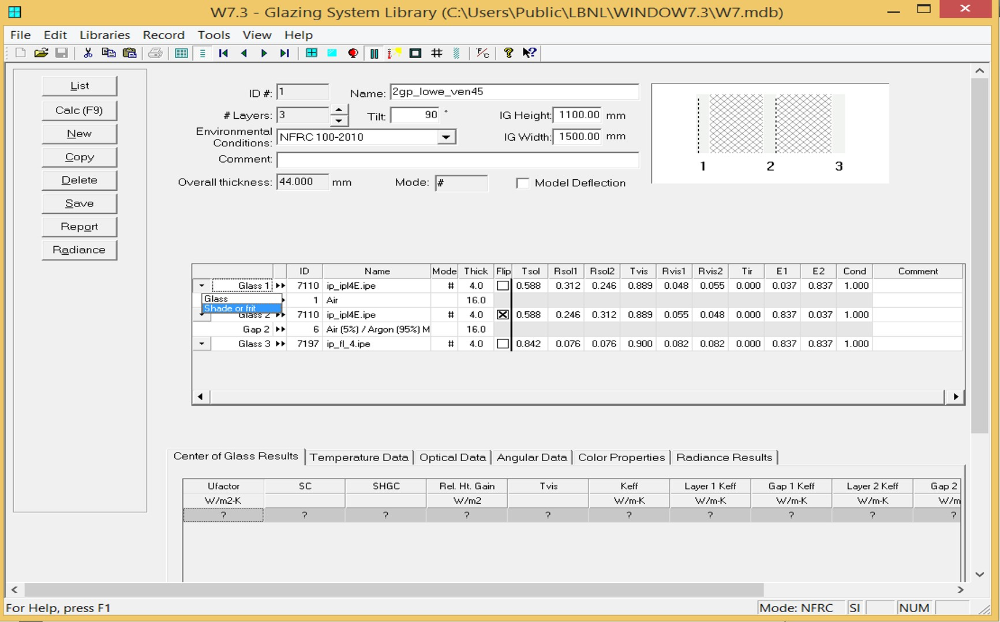 W7.3 - Glazing System Library (C:\Users\Public\LBNL\WINDOW7.3\W7.mdb)
File Edit Libraries Record Tools View Help
List
Calc (F9)
New
Copy
Delete
Save
Report
Radiance
ID #: 1 Name: 2gp_lowe_ven45
# Layers: 3 Tilt: 90 ° IG Height: 1100.00 mm
Environmental Conditions: NFRC 100-2010 IG Width: 1500.00 mm
Comment:
Overall thickness: 44.000 mm Mode: # Model Deflection
1 2 3
ID Name Mode Thick Flip Tsol Rsol1 Rsol2 Tvis Rvis1 Rvis2 Tir E1 E2 Cond Comment
Glass 1 7110 ip_ipl4E.ipe # 4.0 0.588 0.312 0.246 0.889 0.048 0.055 0.000 0.037 0.837 1.000
Glass
Shade or frit
1 Air 16.0
Glass 2 7110 ip_ipl4E.ipe # 4.0 0.588 0.246 0.312 0.889 0.055 0.048 0.000 0.837 0.037 1.000
Gap 2 6 Air (5%) / Argon (95%) M 16.0
Glass 3 7197 ip_fl_4.ipe # 4.0 0.842 0.076 0.076 0.900 0.082 0.082 0.000 0.837 0.837 1.000
Center of Glass Results Temperature Data Optical Data Angular Data Color Properties Radiance Results
Ufactor SC SHGC Rel. Ht. Gain Tvis Keff Layer 1 Keff Gap 1 Keff Layer 2 Keff Gap 2
W/m2-K W/m2 W/m-K W/m-K W/m-K W/m-K W/m
? ? ? ? ? ? ? ? ? ?
For Help, press F1 Mode: NFRC SI NUM